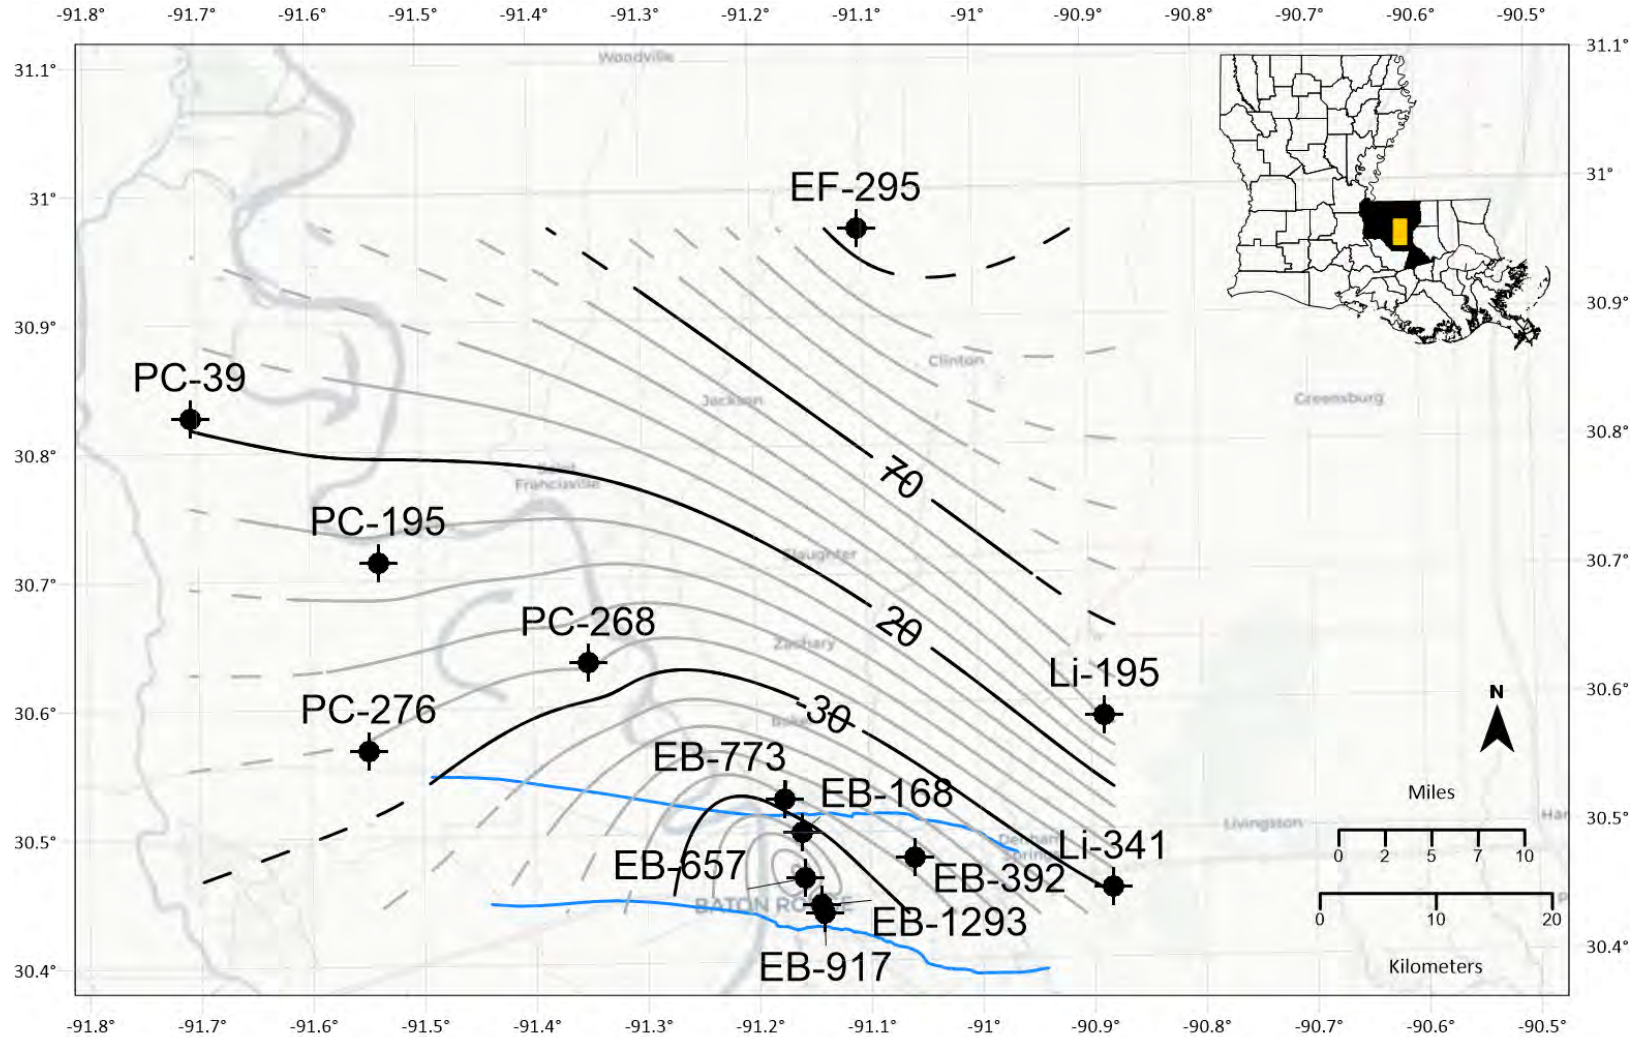 -91.7° -91.6° -91.5° -91.4° -91.3° -91.2° -91.1° -91° -90.9° -90.8° -90.7° -90.6° -90.5°
31.1° 31.1°
Woodville
31° 31°
EF-295
30.9° 30.9°
Clinton
PC-39
Jackson
Greensburg
30.8° 30.8°
70
Saint
Francisville
PC-195
Slaughter
30.7° 30.7°
PC-268
20
Zachary
Li-195
30.6° 30.6°
PC-276
-30
N
Baker
EB-773
EB-168
Miles
30.5° 30.5°
Livingston
Denham
Springs
Li-341
0 2 5 7 10
EB-657
EB-392
BATON ROUGE
0 10 20
EB-1293
30.4° 30.4°
EB-917
Kilometers
-91.8° -91.7° -91.6° -91.5° -91.4° -91.3° -91.2° -91.1° -91° -90.9° -90.8° -90.7° -90.6° -90.5°